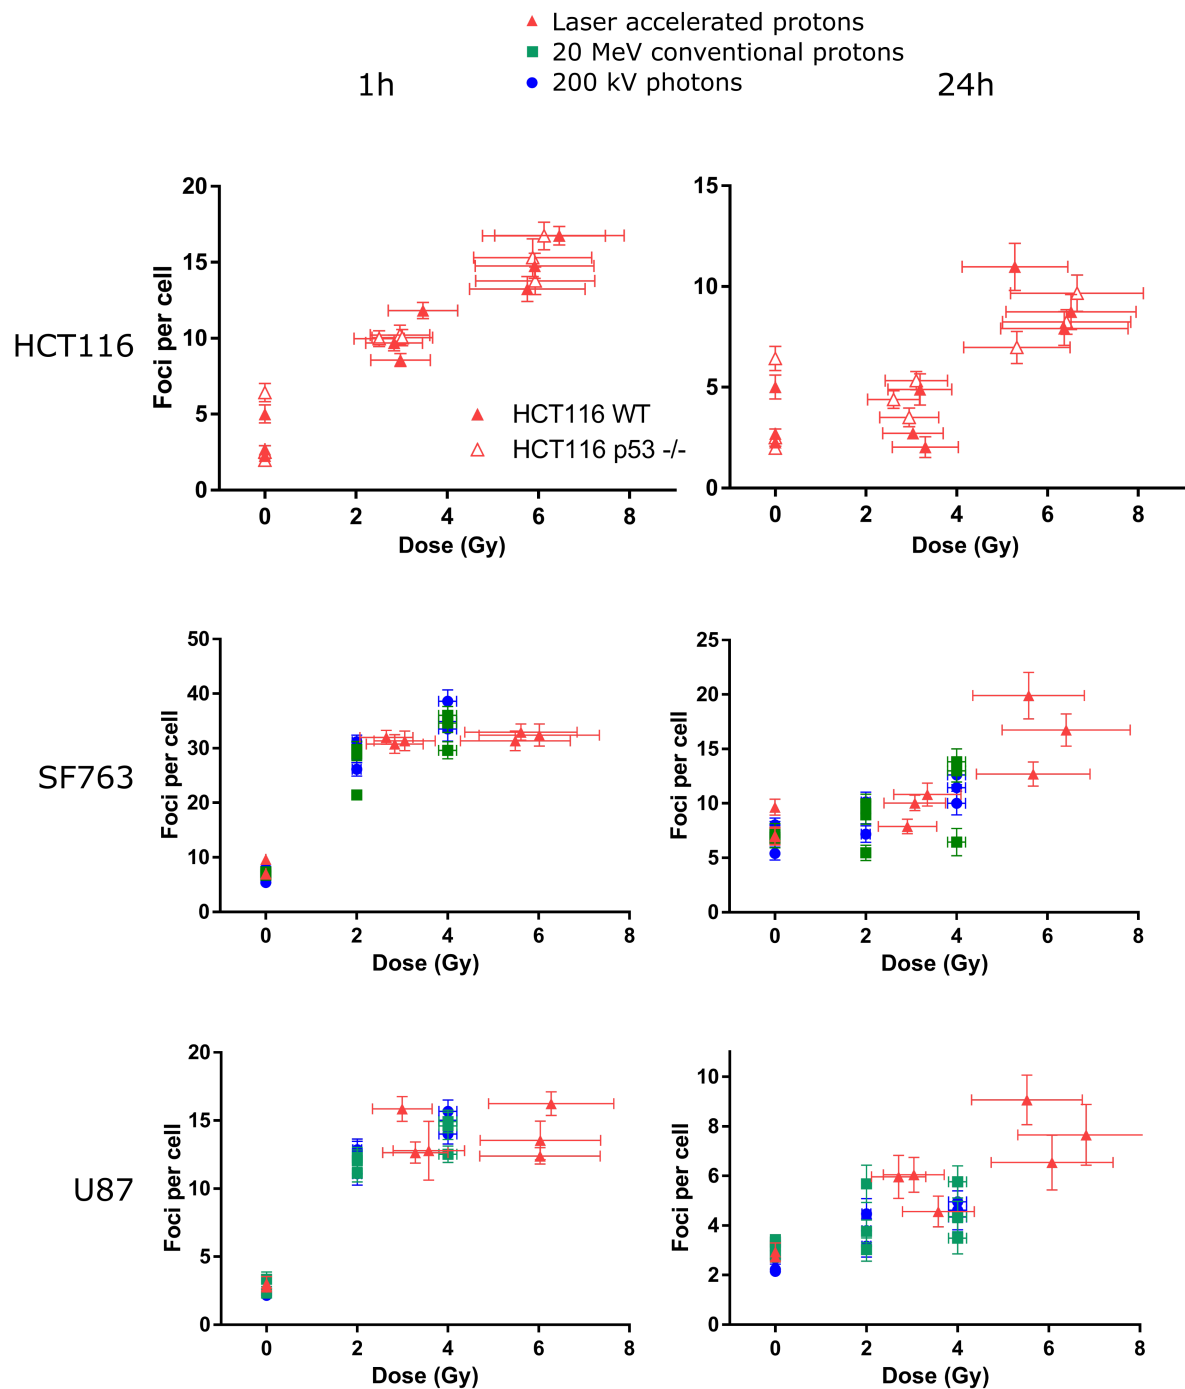 Laser accelerated protons
20 MeV conventional protons
200 kV photons
1h
24h
HCT116
Foci per cell
20
15
10
5
0
0 2 4 6 8
Dose (Gy)
HCT116 WT
HCT116 p53 -/-
Foci per cell
15
10
5
0
0 2 4 6 8
Dose (Gy)
SF763
Foci per cell
50
40
30
20
10
0
0 2 4 6 8
Dose (Gy)
Foci per cell
25
20
15
10
5
0
0 2 4 6 8
Dose (Gy)
U87
Foci per cell
20
15
10
5
0
0 2 4 6 8
Dose (Gy)
Foci per cell
10
8
6
4
2
0
0 2 4 6 8
Dose (Gy)